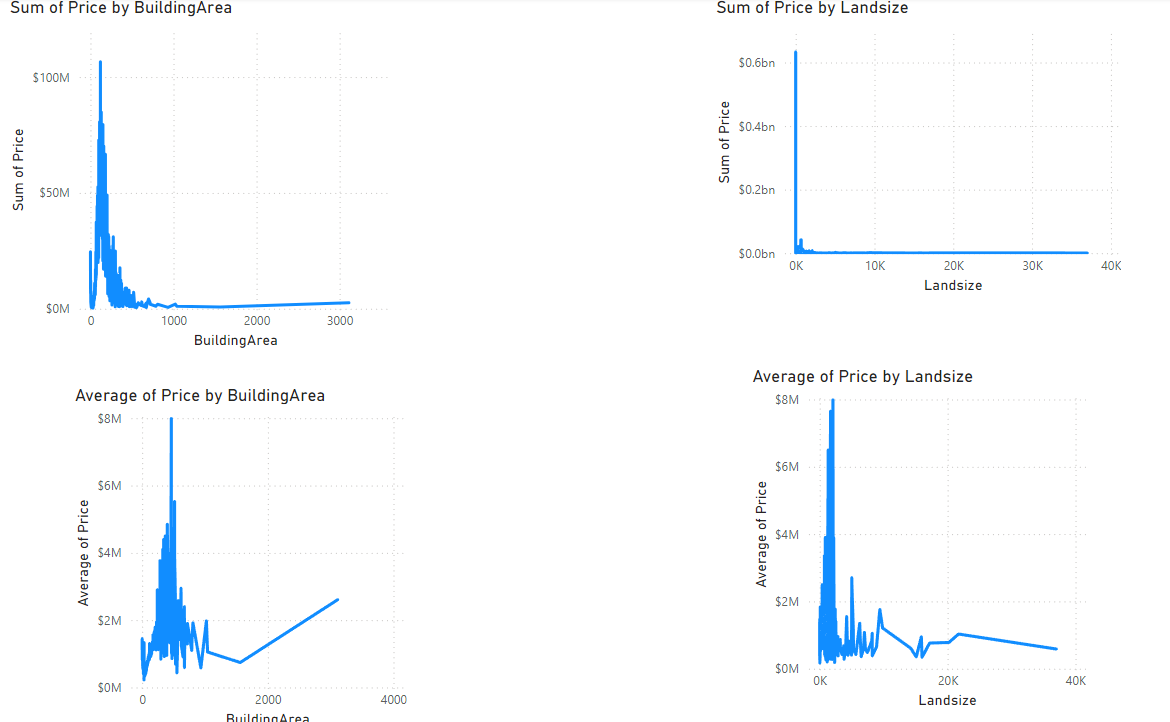 Sum of Price by BuildingArea
$100M
$50M
$0M
Sum of Price
0 1000 2000 3000
BuildingArea
Sum of Price by Landsize
$0.6bn
$0.4bn
$0.2bn
$0.0bn
Sum of Price
0K 10K 20K 30K 40K
Landsize
Average of Price by BuildingArea
$8M
$6M
$4M
$2M
$0M
Average of Price
0 2000 4000
BuildingArea
Average of Price by Landsize
$8M
$6M
$4M
$2M
$0M
Average of Price
0K 20K 40K
Landsize